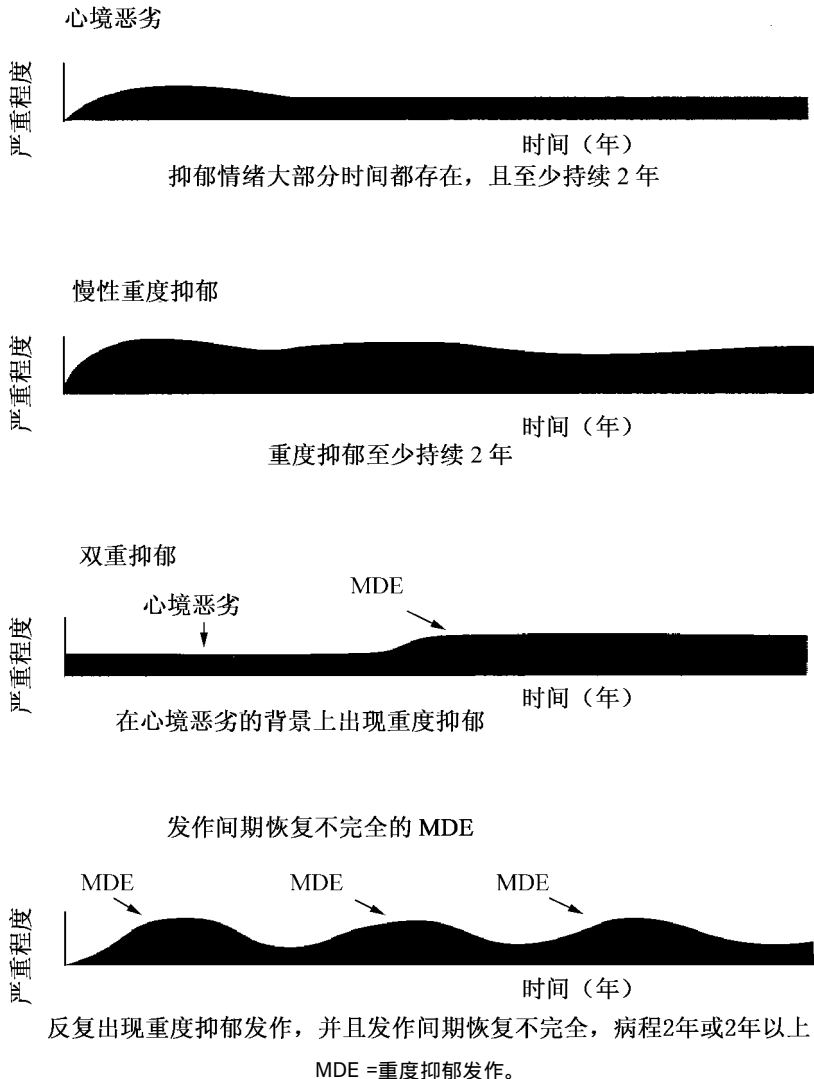 心境恶劣
严重程度
时间（年）
抑郁情绪大部分时间都存在，且至少持续 2 年
慢性重度抑郁
严重程度
时间（年）
重度抑郁至少持续 2 年
双重抑郁
MDE
心境恶劣
严重程度
时间（年）
在心境恶劣的背景上出现重度抑郁
发作间期恢复不完全的 MDE
MDE MDE MDE
严重程度
时间（年）
反复出现重度抑郁发作，并且发作间期恢复不完全，病程2年或2年以上
MDE =重度抑郁发作。